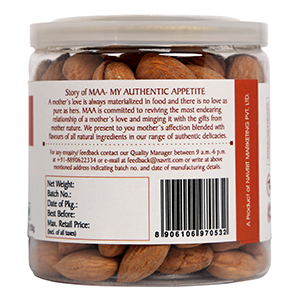 Story of MAA- MY AUTHENTIC APPETITE
A mother's love is always materialized in food and there is no love as
pure as hers. MAA is committed to reviving the most endearing
relationship of a mother's love and minging it with the gifts from
mother nature. We present to you mother's affection blended with
flavours of all natural ingredients in our range of authentic delicacies.
For any enquiry/ feedback contact our Quality Manager between 9 a.m.-6 p.m.
at +91-8890622334 or e-mail at feedback@navrit.com or write at above
mentioned address indicating batch no. and date of manufacturing details.
Net Weight:
Batch No.:
Date of Pkg.:
Best Before:
Max. Retail Price:
(incl. of all taxes)
8 906106 970532
A Product of NAVRIT MARKETING PVT. LTD.